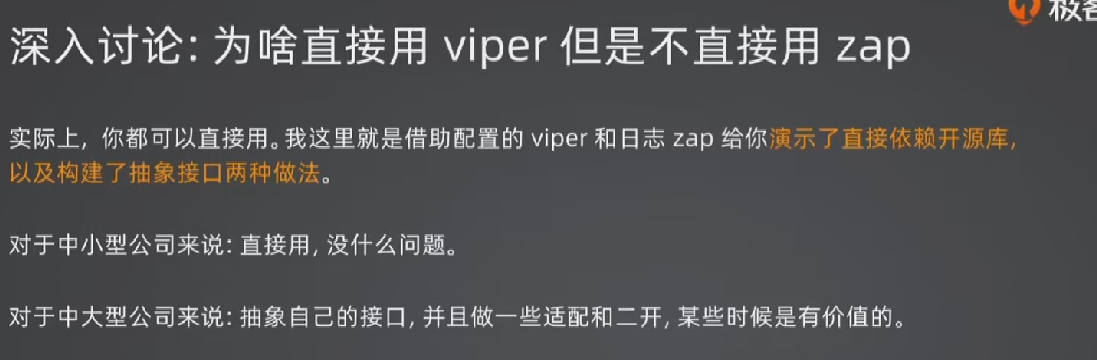 极客
深入讨论：为啥直接用 viper 但是不直接用 zap
实际上，你都可以直接用。我这里就是借助配置的 viper 和日志 zap 给你演示了直接依赖开源库，
以及构建了抽象接口两种做法。
对于中小型公司来说：直接用，没什么问题。
对于中大型公司来说：抽象自己的接口，并且做一些适配和二开，某些时候是有价值的。